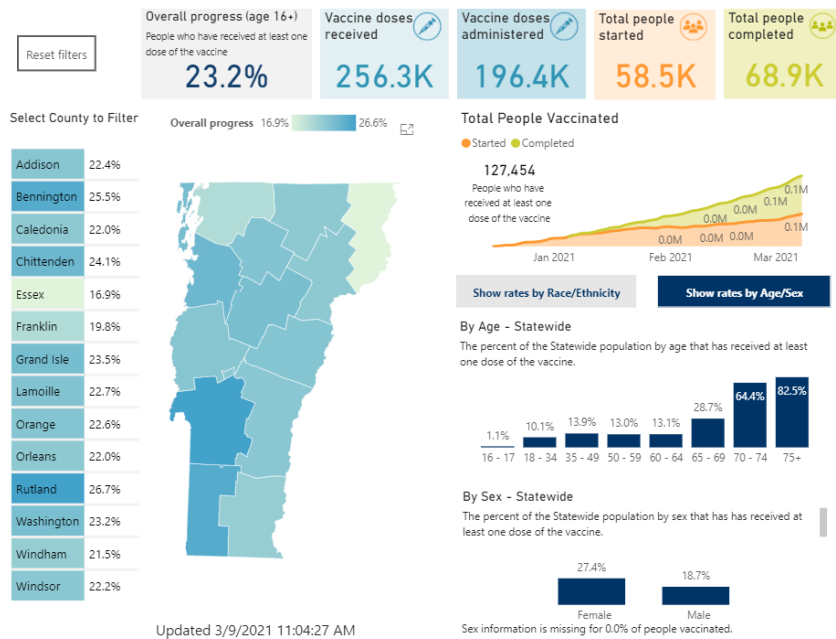 Reset filters
Overall progress (age 16+)
People who have received at least one
dose of the vaccine
23.2%
Vaccine doses
received
256.3K
Vaccine doses
administered
196.4K
Total people
started
58.5K
Total people
completed
68.9K
Select County to Filter
Addison 22.4%
Bennington 25.5%
Caledonia 22.0%
Chittenden 24.1%
Essex 16.9%
Franklin 19.8%
Grand Isle 23.5%
Lamoille 22.7%
Orange 22.6%
Orleans 22.0%
Rutland 26.7%
Washington 23.2%
Windham 21.5%
Windsor 22.2%
Overall progress 16.9% 26.6%
Updated 3/9/2021 11:04:27 AM
Total People Vaccinated
Started Completed
127,454
People who have
received at least one
dose of the vaccine
0.0M 0.0M 0.1M 0.1M
0.0M 0.0M 0.0M 0.1M
Jan 2021 Feb 2021 Mar 2021
Show rates by Race/Ethnicity
Show rates by Age/Sex
By Age - Statewide
The percent of the Statewide population by age that has received at least
one dose of the vaccine.
1.1% 10.1% 13.9% 13.0% 13.1% 28.7% 64.4% 82.5%
16 - 17 18 - 34 35 - 49 50 - 59 60 - 64 65 - 69 70 - 74 75+
By Sex - Statewide
The percent of the Statewide population by sex that has has received at
least one dose of the vaccine.
27.4% 18.7%
Female Male
Sex information is missing for 0.0% of people vaccinated.